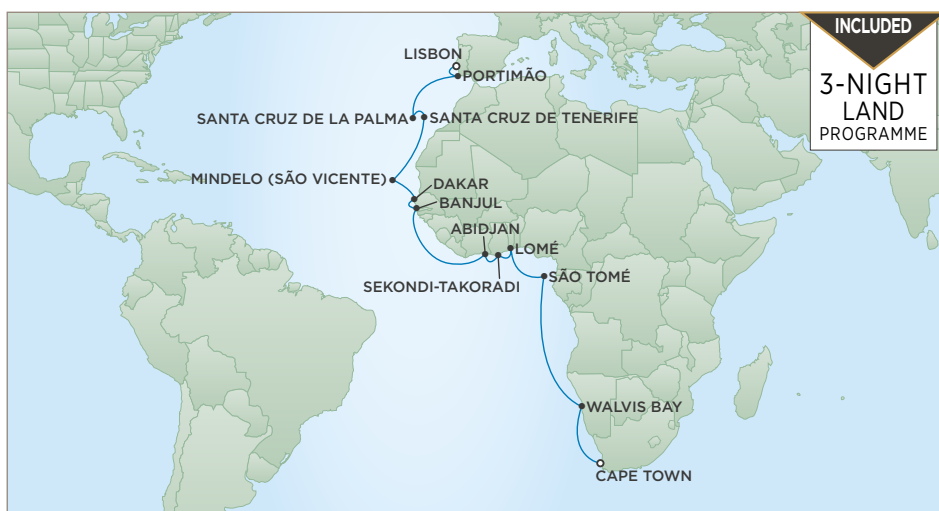 INCLUDED
3-NIGHT
LAND
PROGRAMME
LISBON
PORTIMÃO
SANTA CRUZ DE LA PALMA
SANTA CRUZ DE TENERIFE
MINDELO (SÃO VICENTE)
DAKAR
BANJUL
ABIDJAN
LOMÉ
SEKONDI-TAKORADI
SÃO TOMÉ
WALVIS BAY
CAPE TOWN